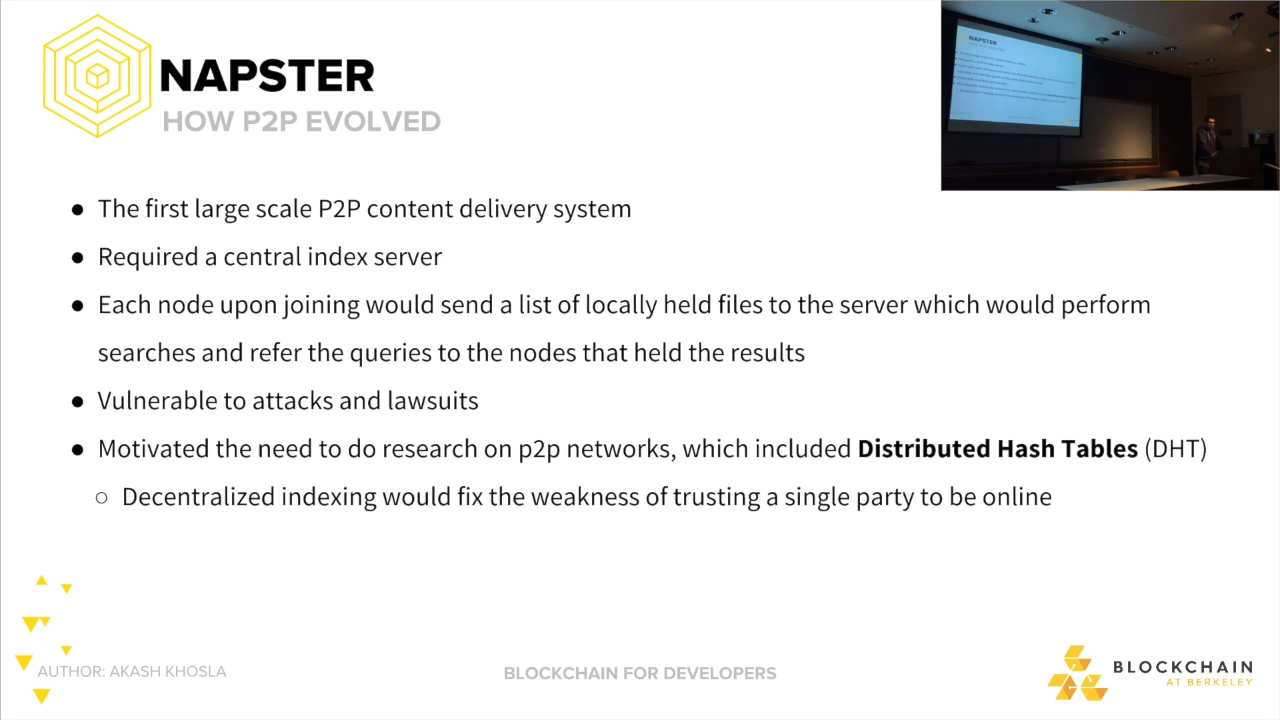 NAPSTER
HOW P2P EVOLVED
● The first large scale P2P content delivery system
● Required a central index server
● Each node upon joining would send a list of locally held files to the server which would perform
searches and refer the queries to the nodes that held the results
● Vulnerable to attacks and lawsuits
● Motivated the need to do research on p2p networks, which included Distributed Hash Tables (DHT)
○ Decentralized indexing would fix the weakness of trusting a single party to be online
AUTHOR: AKASH KHOSLA
BLOCKCHAIN FOR DEVELOPERS
BLOCKCHAIN
AT BERKELEY
NAPSTER